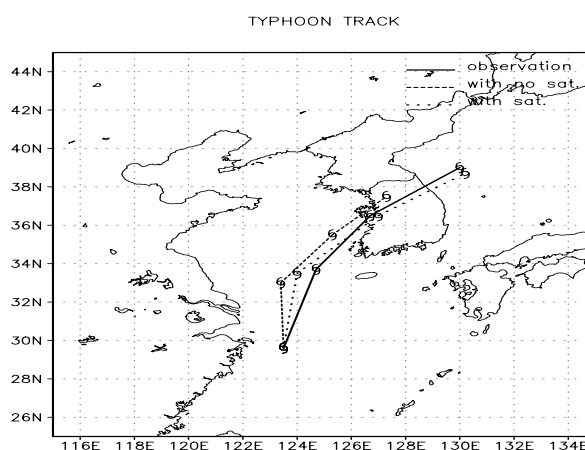 TYPHOON TRACK
observation
with no sat.
with sat.
44N
42N
40N
38N
36N
34N
32N
30N
28N
26N
116E 118E 120E 122E 124E 126E 128E 130E 132E 134E